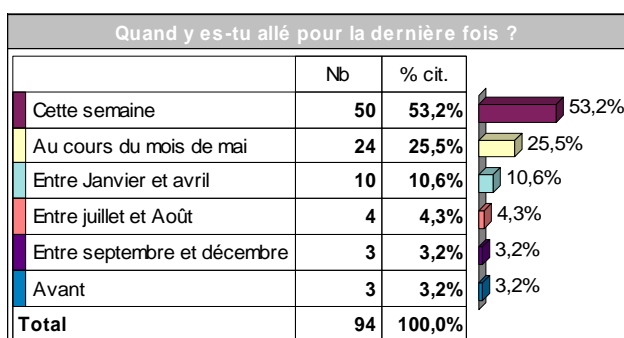 Quand y es-tu allé pour la dernière fois ?
Nb % cit.
Cette semaine 50 53,2% 53,2%
Au cours du mois de mai 24 25,5% 25,5%
Entre Janvier et avril 10 10,6% 10,6%
Entre juillet et Août 4 4,3% 4,3%
Entre septembre et décembre 3 3,2% 3,2%
Avant 3 3,2% 3,2%
Total 94 100,0%